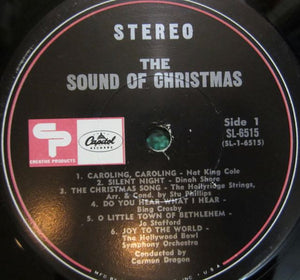 STEREO
THE
SOUND OF CHRISTMAS
CP
CREATIVE PRODUCTS
Capitol
RECORDS
Side 1
SL-6515
(SL-1-6515)
1. CAROLING, CAROLING - Nat King Cole
2. SILENT NIGHT - Dinah Shore
3. THE CHRISTMAS SONG - The Hollyridge Strings,
Arr. & Cond. by Stu Phillips
4. DO YOU HEAR WHAT I HEAR -
Bing Crosby
5. O LITTLE TOWN OF BETHLEHEM -
Jo Stafford
6. JOY TO THE WORLD -
The Hollywood Bowl
Symphony Orchestra
Conducted by
Carmen Dragon